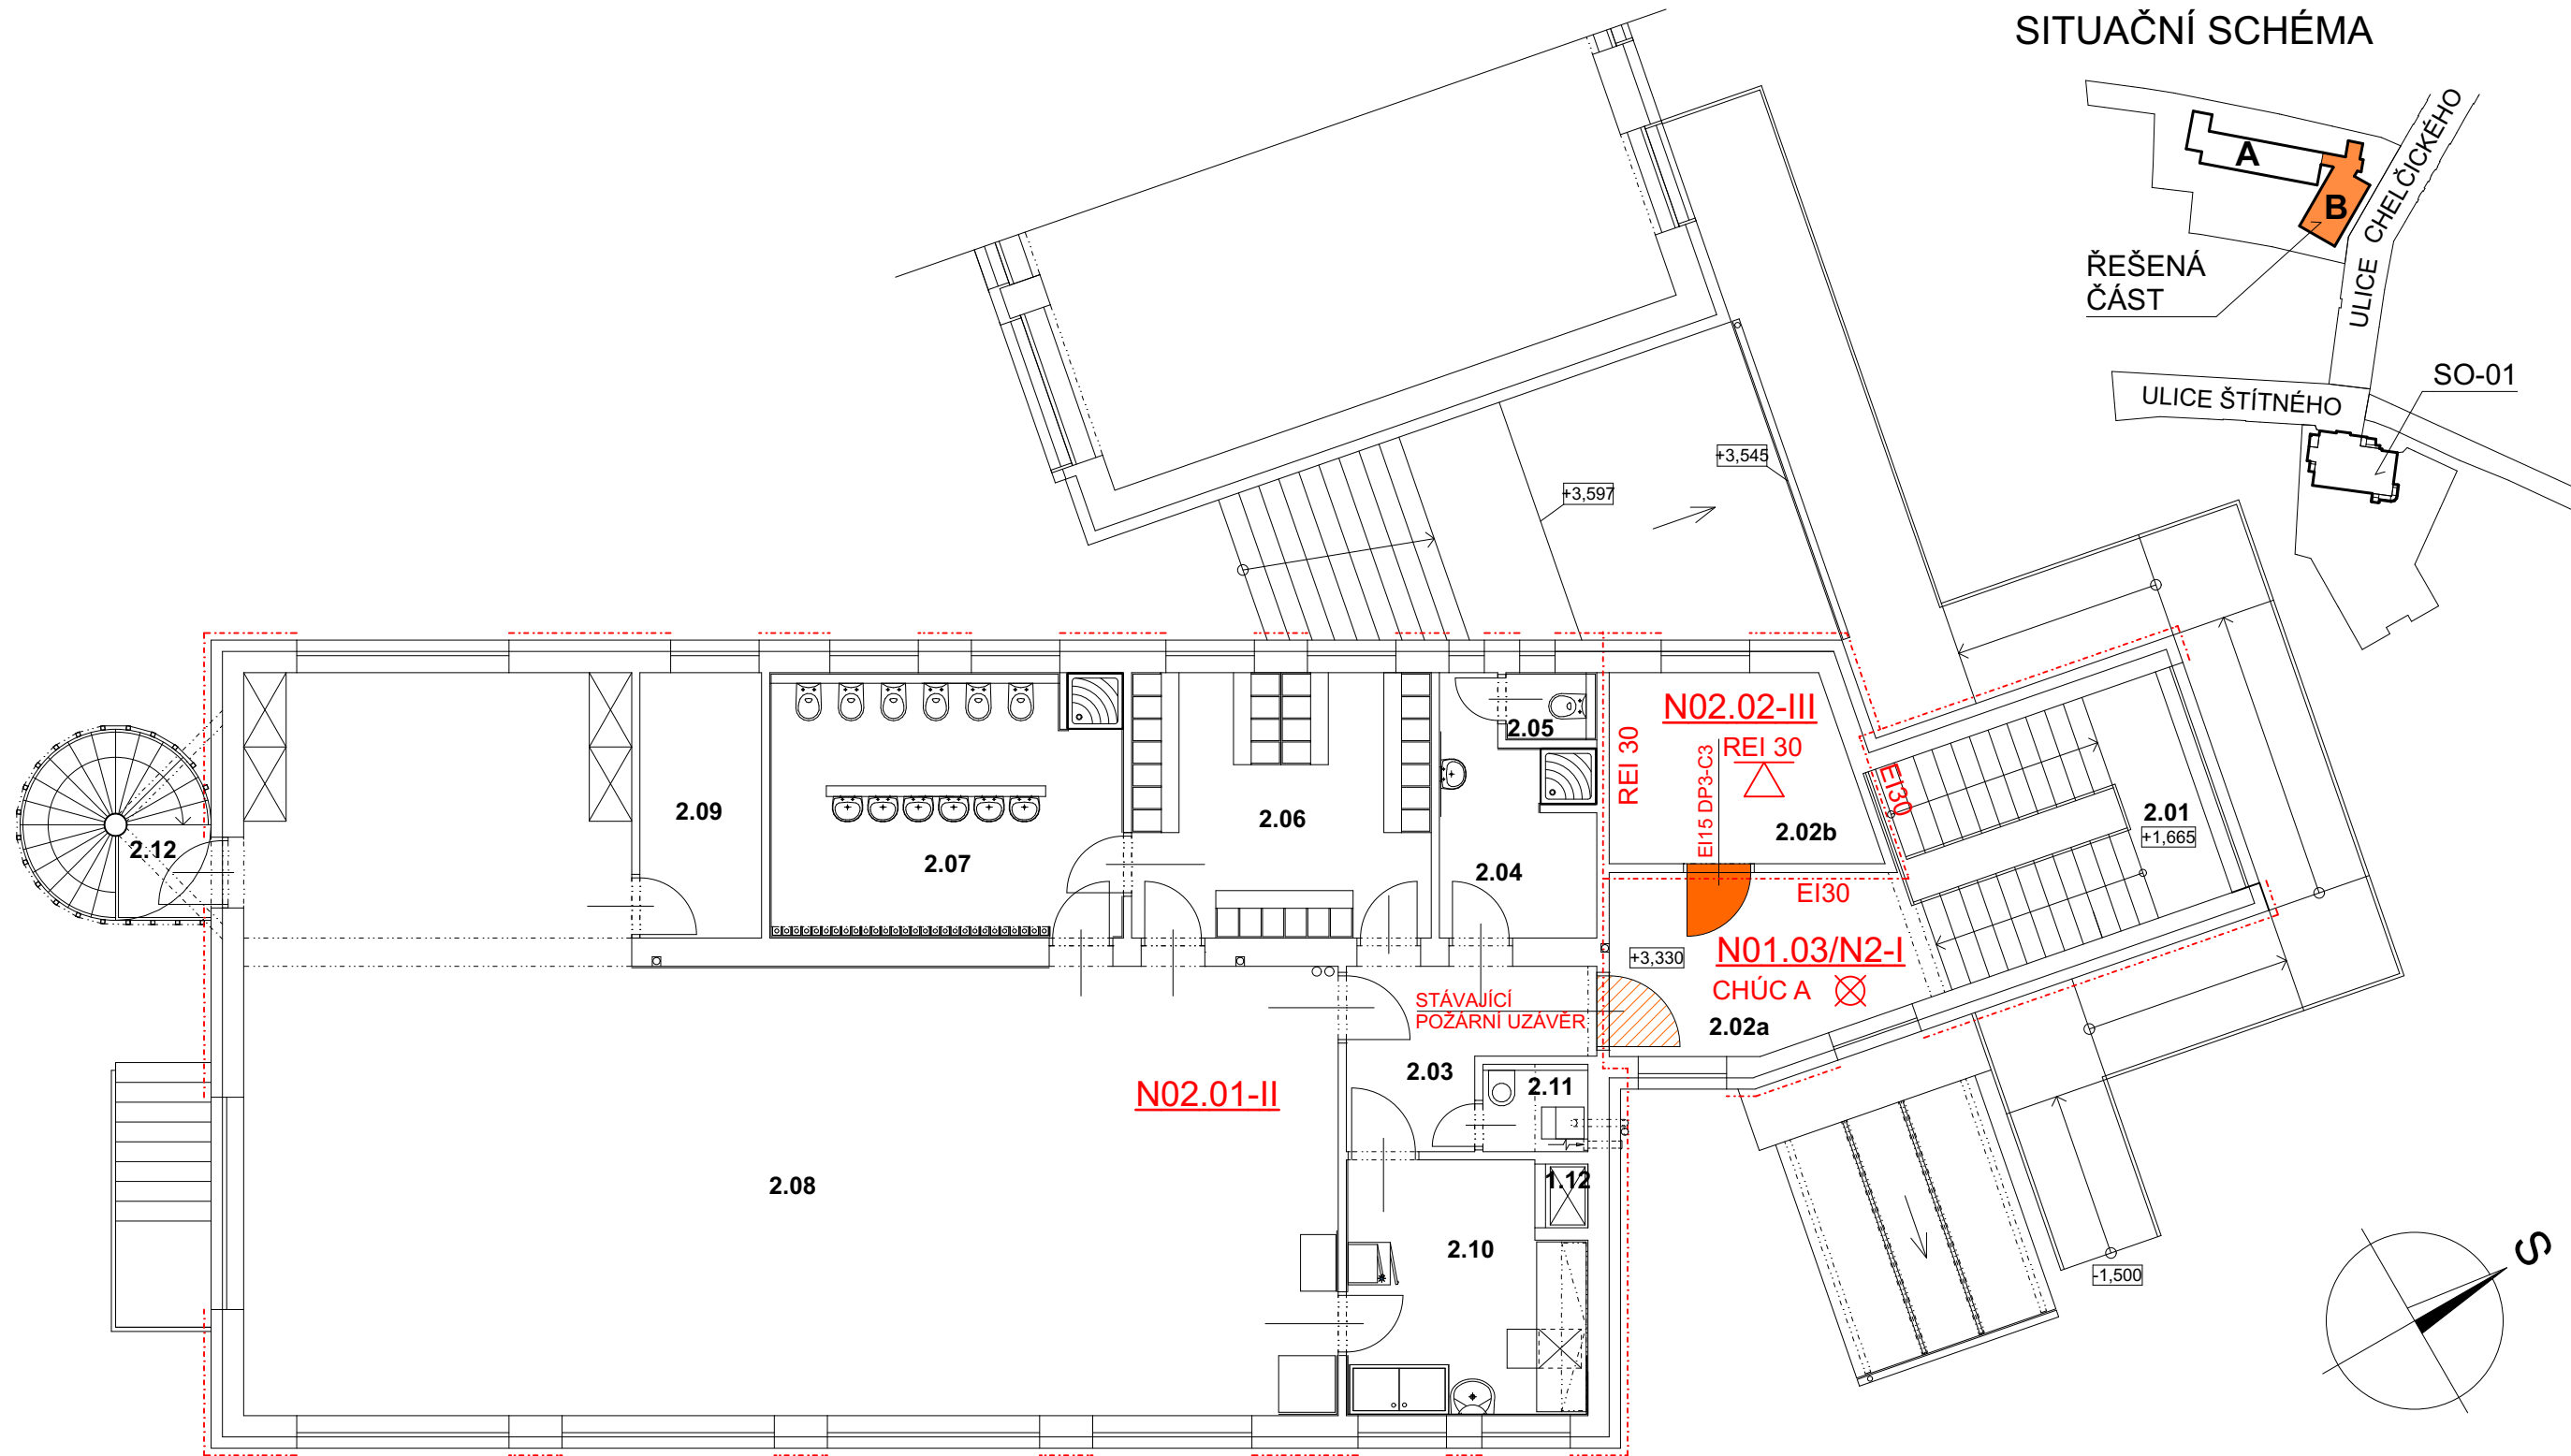 SITUAČNÍ SCHÉMA
A
B
ULICE CHELČICKÉHO
ŘEŠENÁ
ČÁST
ULICE ŠTÍTNÉHO
SO-01
+3,545
+3,597
N02.02-III
REI 30
REI 30
EI15 DP3-C3
EI30
2.05
2.09
2.06
2.02b
2.01
+1,665
2.12
2.07
2.04
EI30
+3,330
N01.03/N2-I
CHÚC A
STÁVAJÍCÍ
POŽÁRNÍ UZÁVĚR
2.02a
2.03
2.11
N02.01-II
2.08
1.12
2.10
-1,500
S